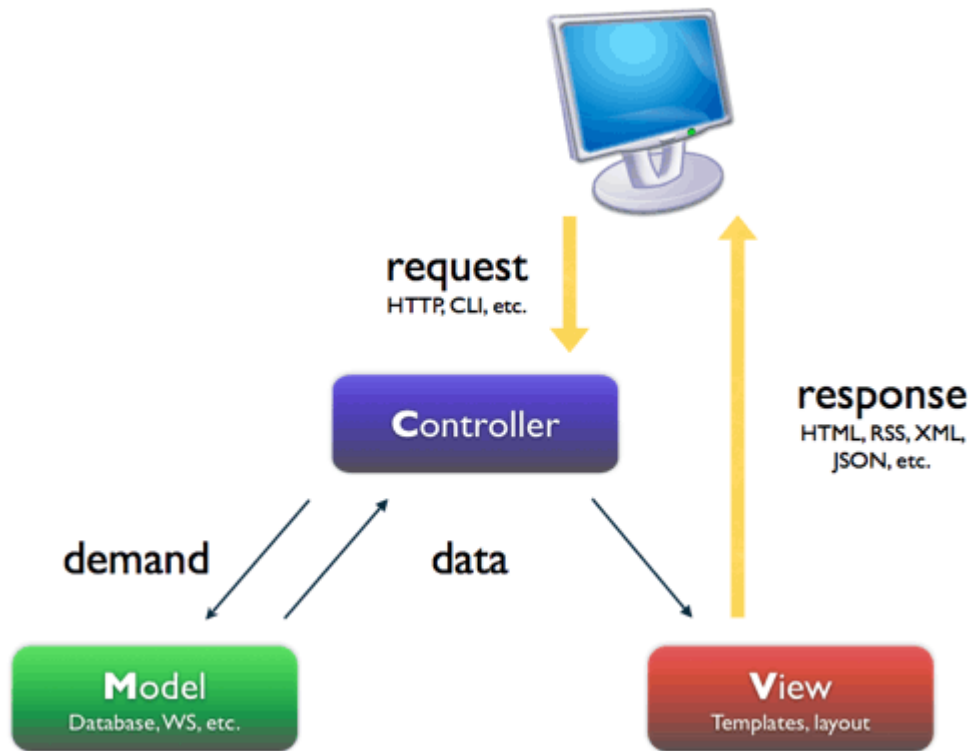 request
HTTP, CLI, etc.
Controller
response
HTML, RSS, XML,
JSON, etc.
demand
data
Model
Database, WS, etc.
View
Templates, layout